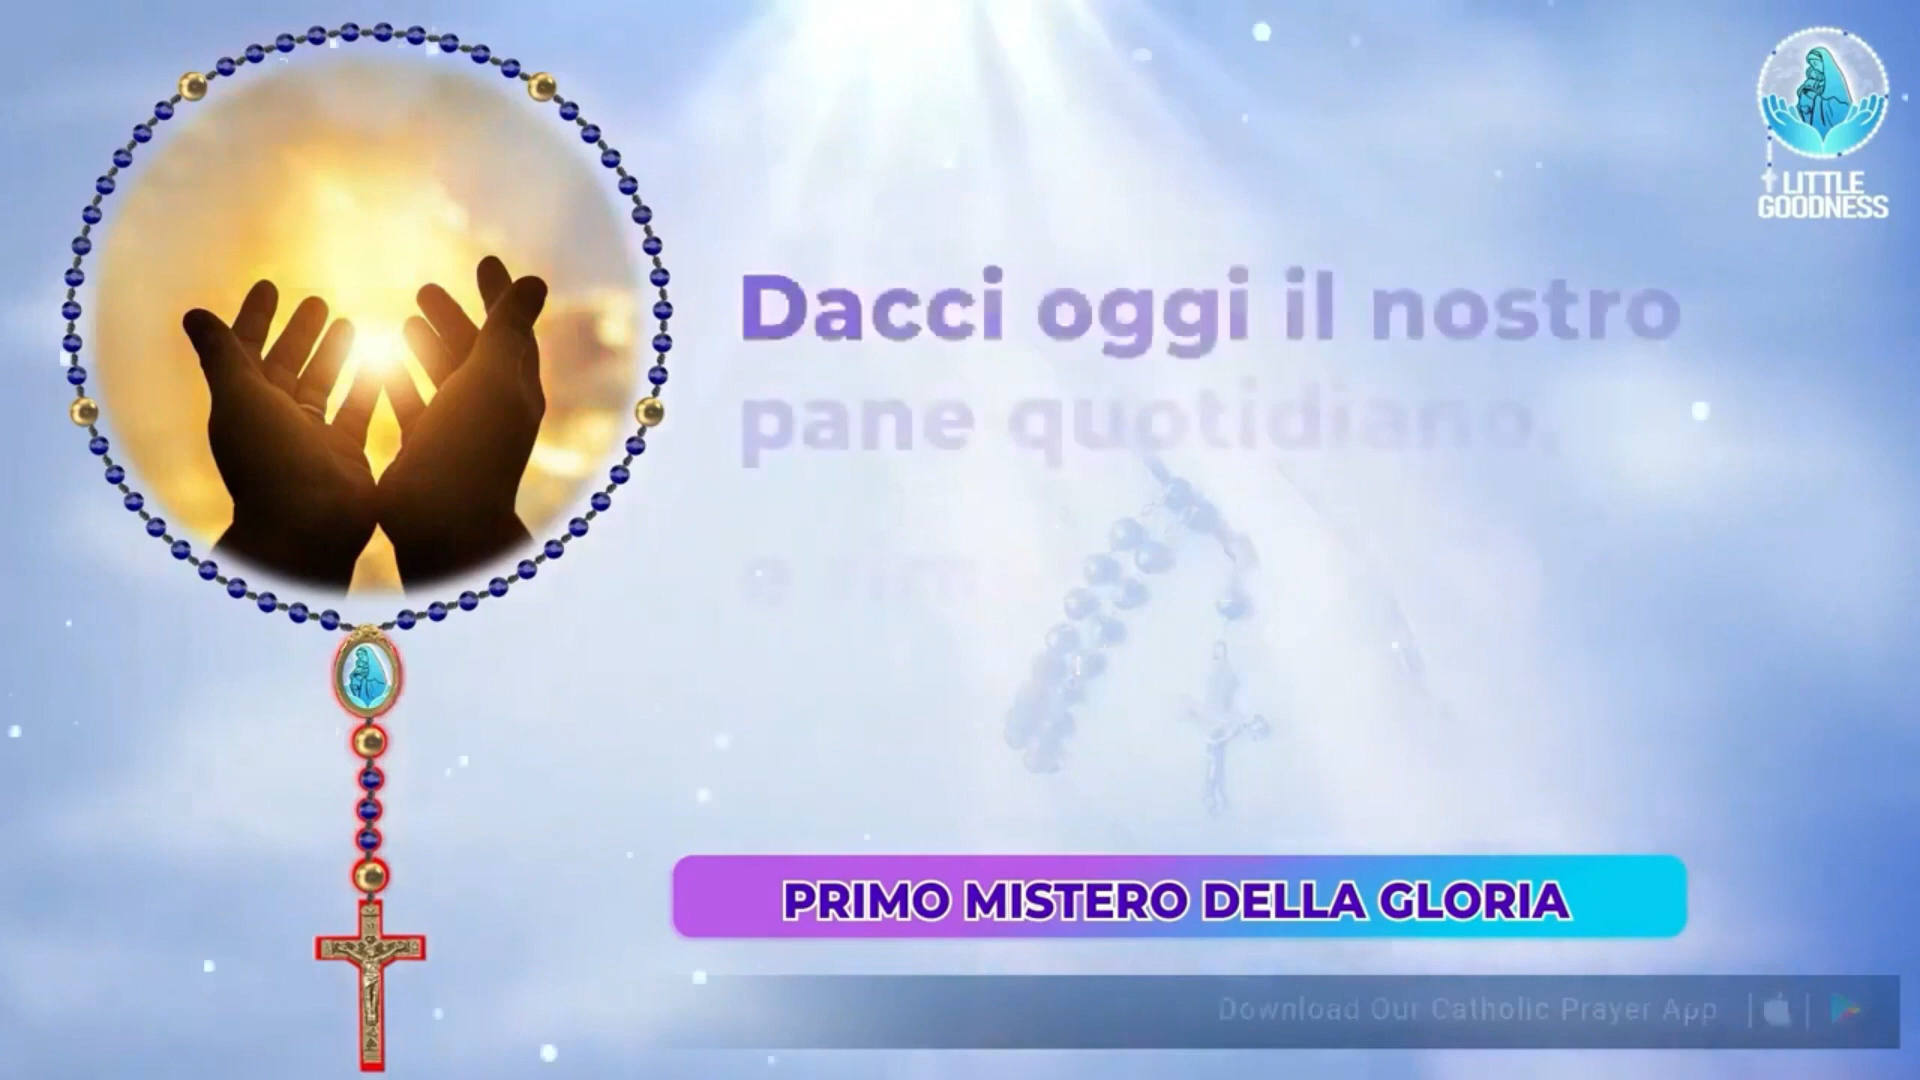 LITTLE
GOODNESS
Dacci oggi il nostro
pane quotidiano,
e
PRIMO MISTERO DELLA GLORIA
Download Our Catholic Prayer App